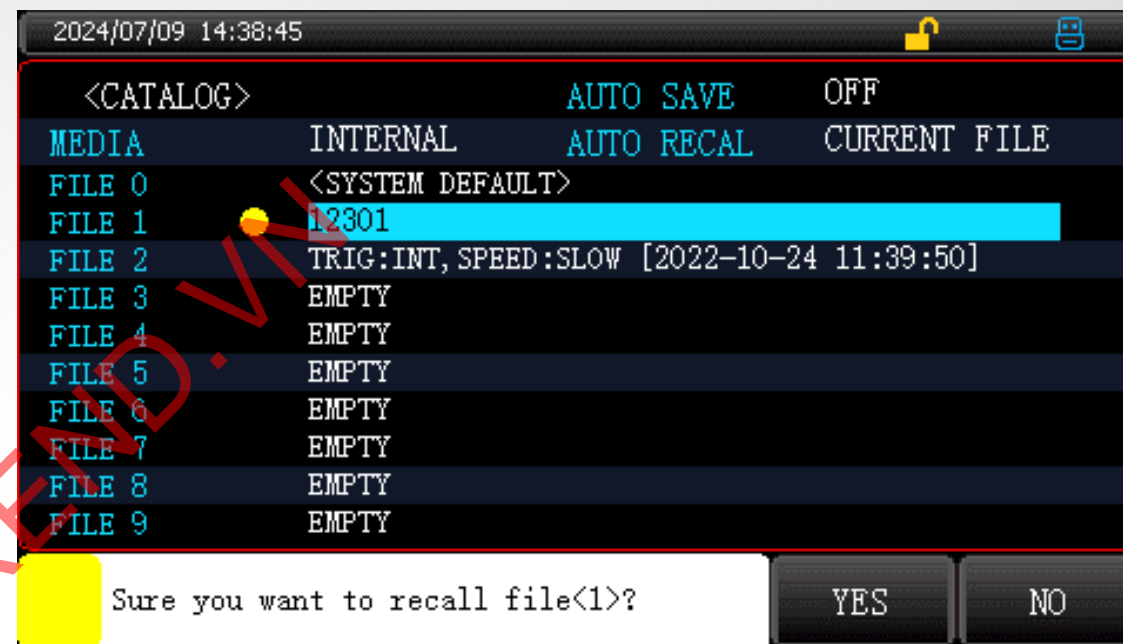 2024/07/09 14:38:45
<CATALOG> AUTO SAVE OFF
MEDIA INTERNAL AUTO RECAL CURRENT FILE
FILE 0 <SYSTEM DEFAULT>
FILE 1 12301
FILE 2 TRIG:INT,SPEED:SLOW [2022-10-24 11:39:50]
FILE 3 EMPTY
FILE 4 EMPTY
FILE 5 EMPTY
FILE 6 EMPTY
FILE 7 EMPTY
FILE 8 EMPTY
FILE 9 EMPTY
Sure you want to recall file<1>? YES NO